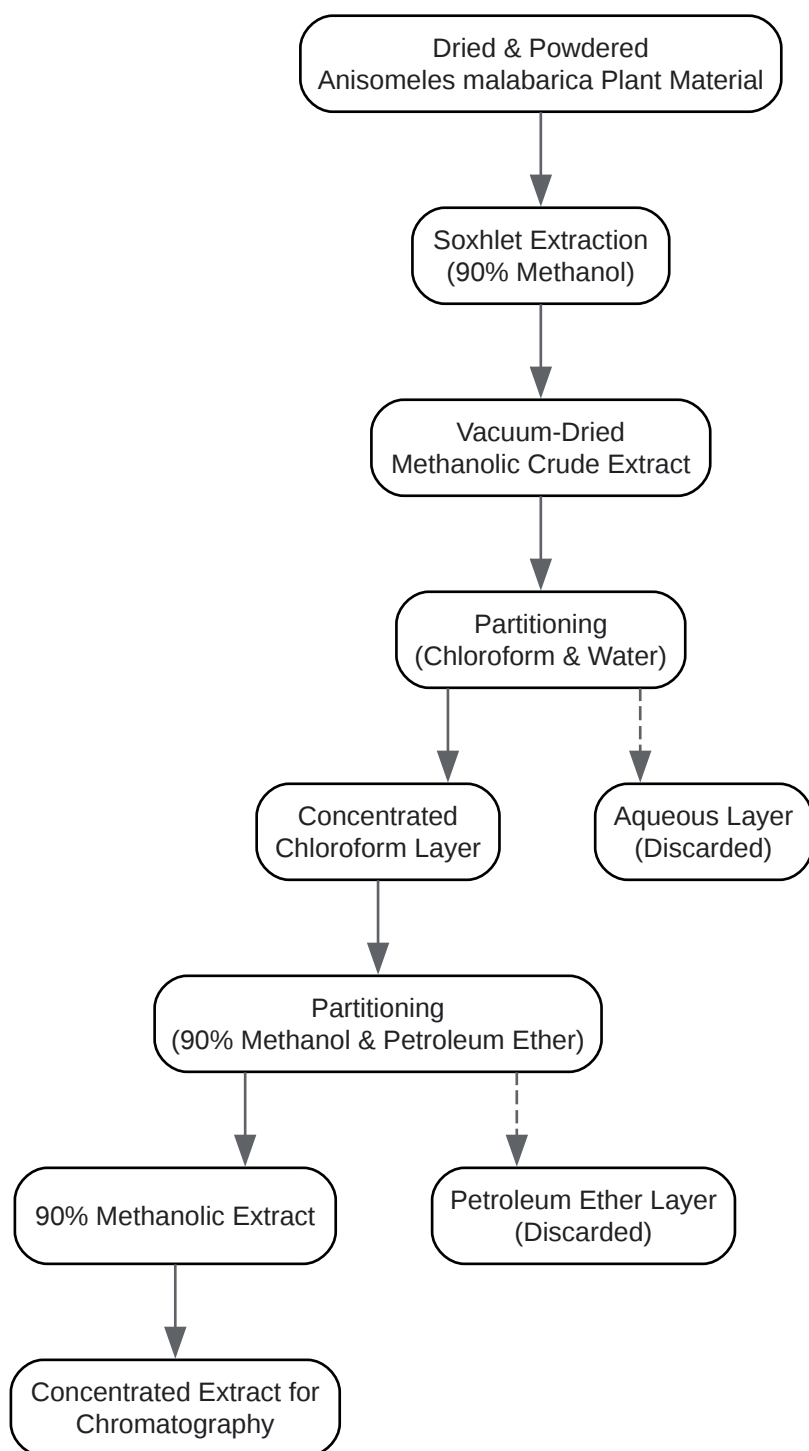 Dried & Powdered
Anisomeles malabarica Plant Material
Soxhlet Extraction
(90% Methanol)
Vacuum-Dried
Methanolic Crude Extract
Partitioning
(Chloroform & Water)
Concentrated
Chloroform Layer
Aqueous Layer
(Discarded)
Partitioning
(90% Methanol & Petroleum Ether)
90% Methanolic Extract
Petroleum Ether Layer
(Discarded)
Concentrated Extract for
Chromatography